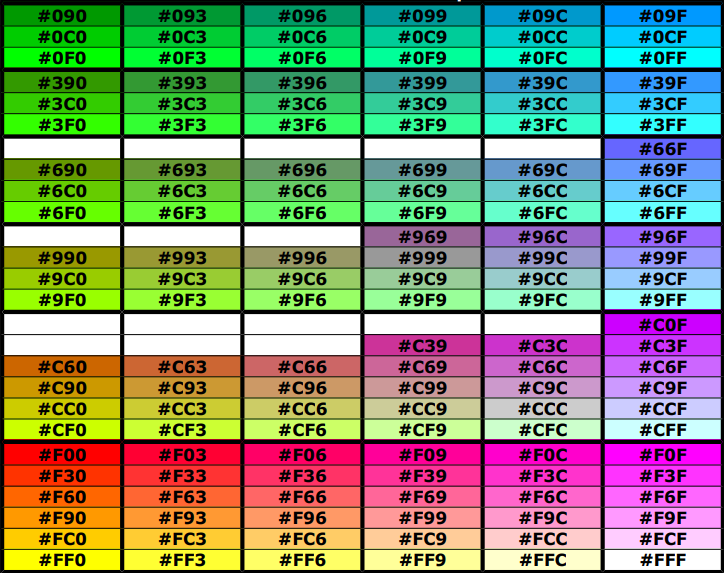 #090 #093 #096 #099 #09C #09F
#0C0 #0C3 #0C6 #0C9 #0CC #0CF
#0F0 #0F3 #0F6 #0F9 #0FC #0FF
#390 #393 #396 #399 #39C #39F
#3C0 #3C3 #3C6 #3C9 #3CC #3CF
#3F0 #3F3 #3F6 #3F9 #3FC #3FF
#66F
#690 #693 #696 #699 #69C #69F
#6C0 #6C3 #6C6 #6C9 #6CC #6CF
#6F0 #6F3 #6F6 #6F9 #6FC #6FF
#969 #96C #96F
#990 #993 #996 #999 #99C #99F
#9C0 #9C3 #9C6 #9C9 #9CC #9CF
#9F0 #9F3 #9F6 #9F9 #9FC #9FF
#C0F
#C39 #C3C #C3F
#C60 #C63 #C66 #C69 #C6C #C6F
#C90 #C93 #C96 #C99 #C9C #C9F
#CC0 #CC3 #CC6 #CC9 #CCC #CCF
#CF0 #CF3 #CF6 #CF9 #CFC #CFF
#F00 #F03 #F06 #F09 #F0C #F0F
#F30 #F33 #F36 #F39 #F3C #F3F
#F60 #F63 #F66 #F69 #F6C #F6F
#F90 #F93 #F96 #F99 #F9C #F9F
#FC0 #FC3 #FC6 #FC9 #FCC #FCF
#FF0 #FF3 #FF6 #FF9 #FFC #FFF